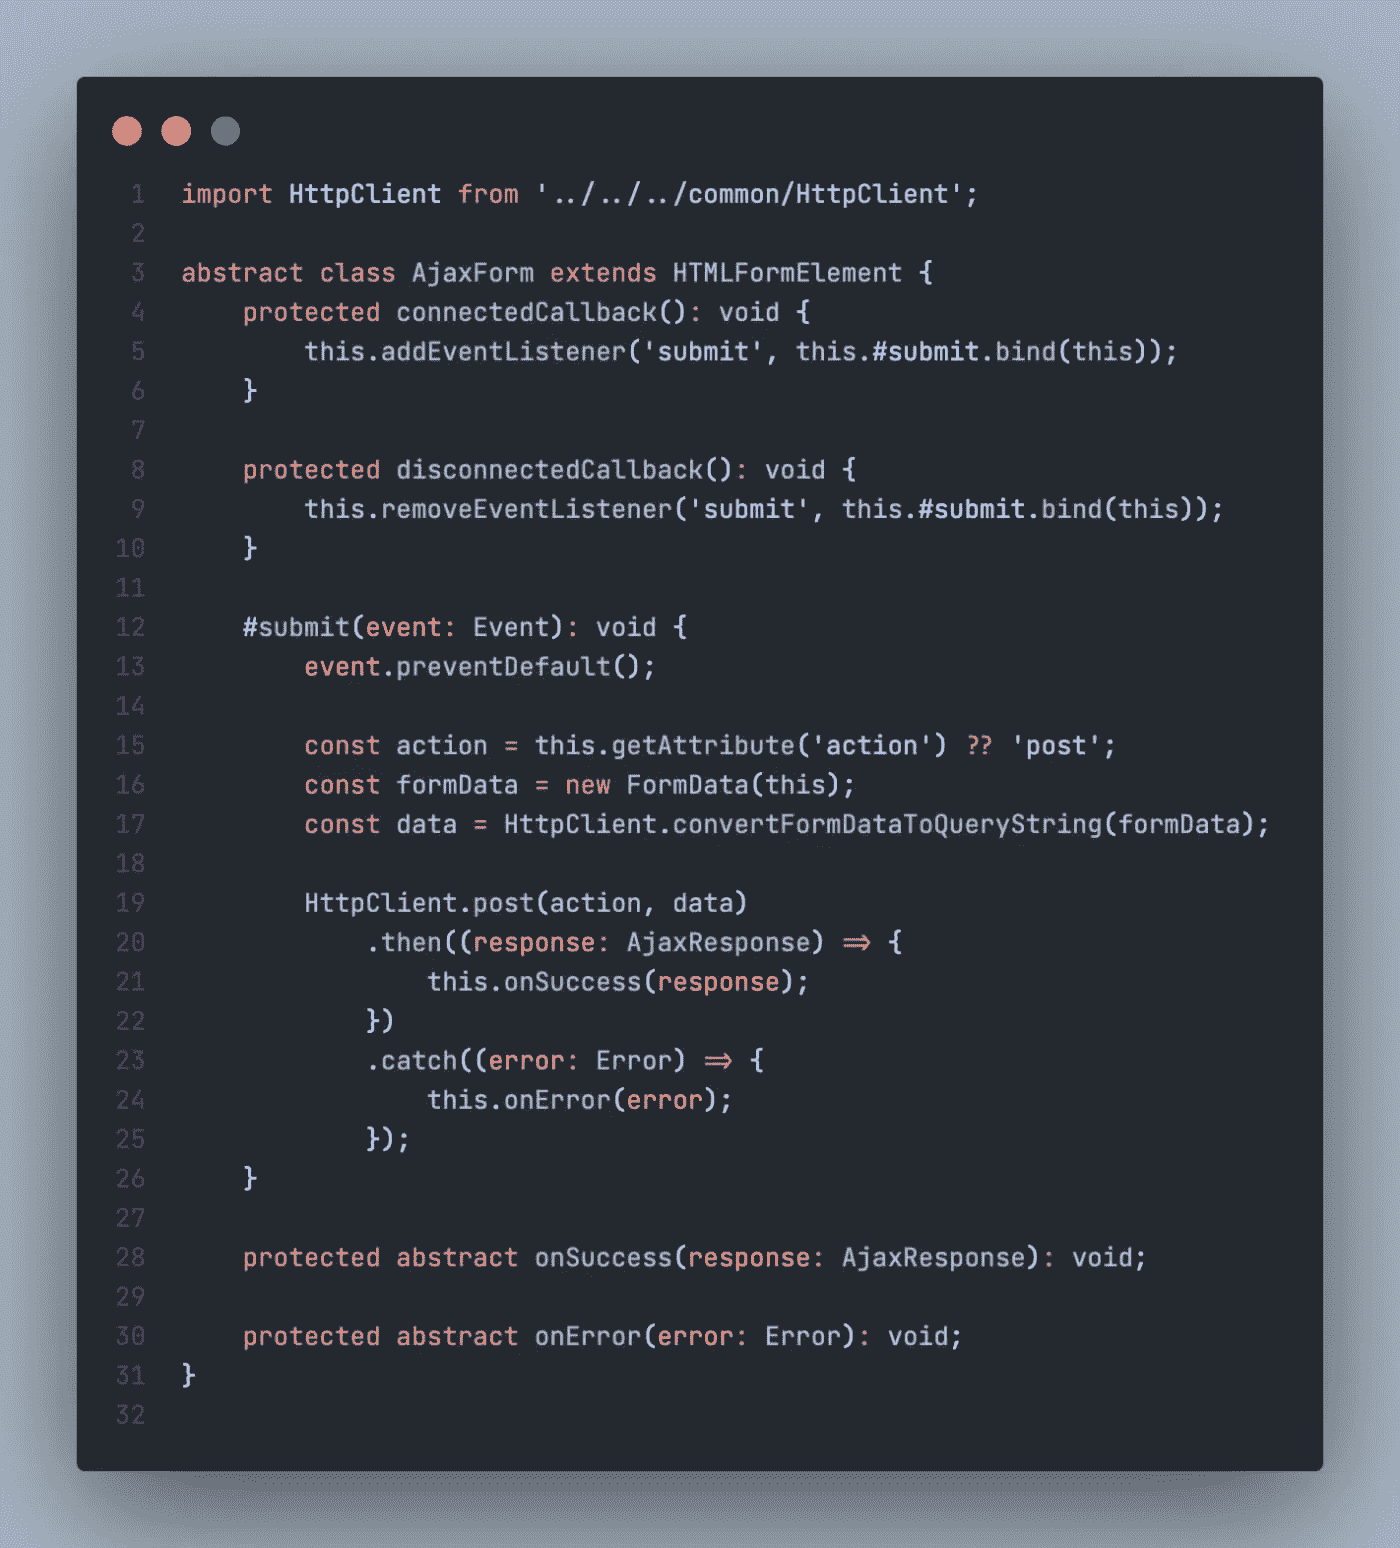 1 import HttpClient from '../../../common/HttpClient';
2
3 abstract class AjaxForm extends HTMLFormElement {
4     protected connectedCallback(): void {
5         this.addEventListener('submit', this.#submit.bind(this));
6     }
7
8     protected disconnectedCallback(): void {
9         this.removeEventListener('submit', this.#submit.bind(this));
10     }
11
12     #submit(event: Event): void {
13         event.preventDefault();
14
15         const action = this.getAttribute('action') ?? 'post';
16         const formData = new FormData(this);
17         const data = HttpClient.convertFormDataToQueryString(formData);
18
19         HttpClient.post(action, data)
20             .then((response: AjaxResponse) => {
21                 this.onSuccess(response);
22             })
23             .catch((error: Error) => {
24                 this.onError(error);
25             });
26     }
27
28     protected abstract onSuccess(response: AjaxResponse): void;
29
30     protected abstract onError(error: Error): void;
31 }
32